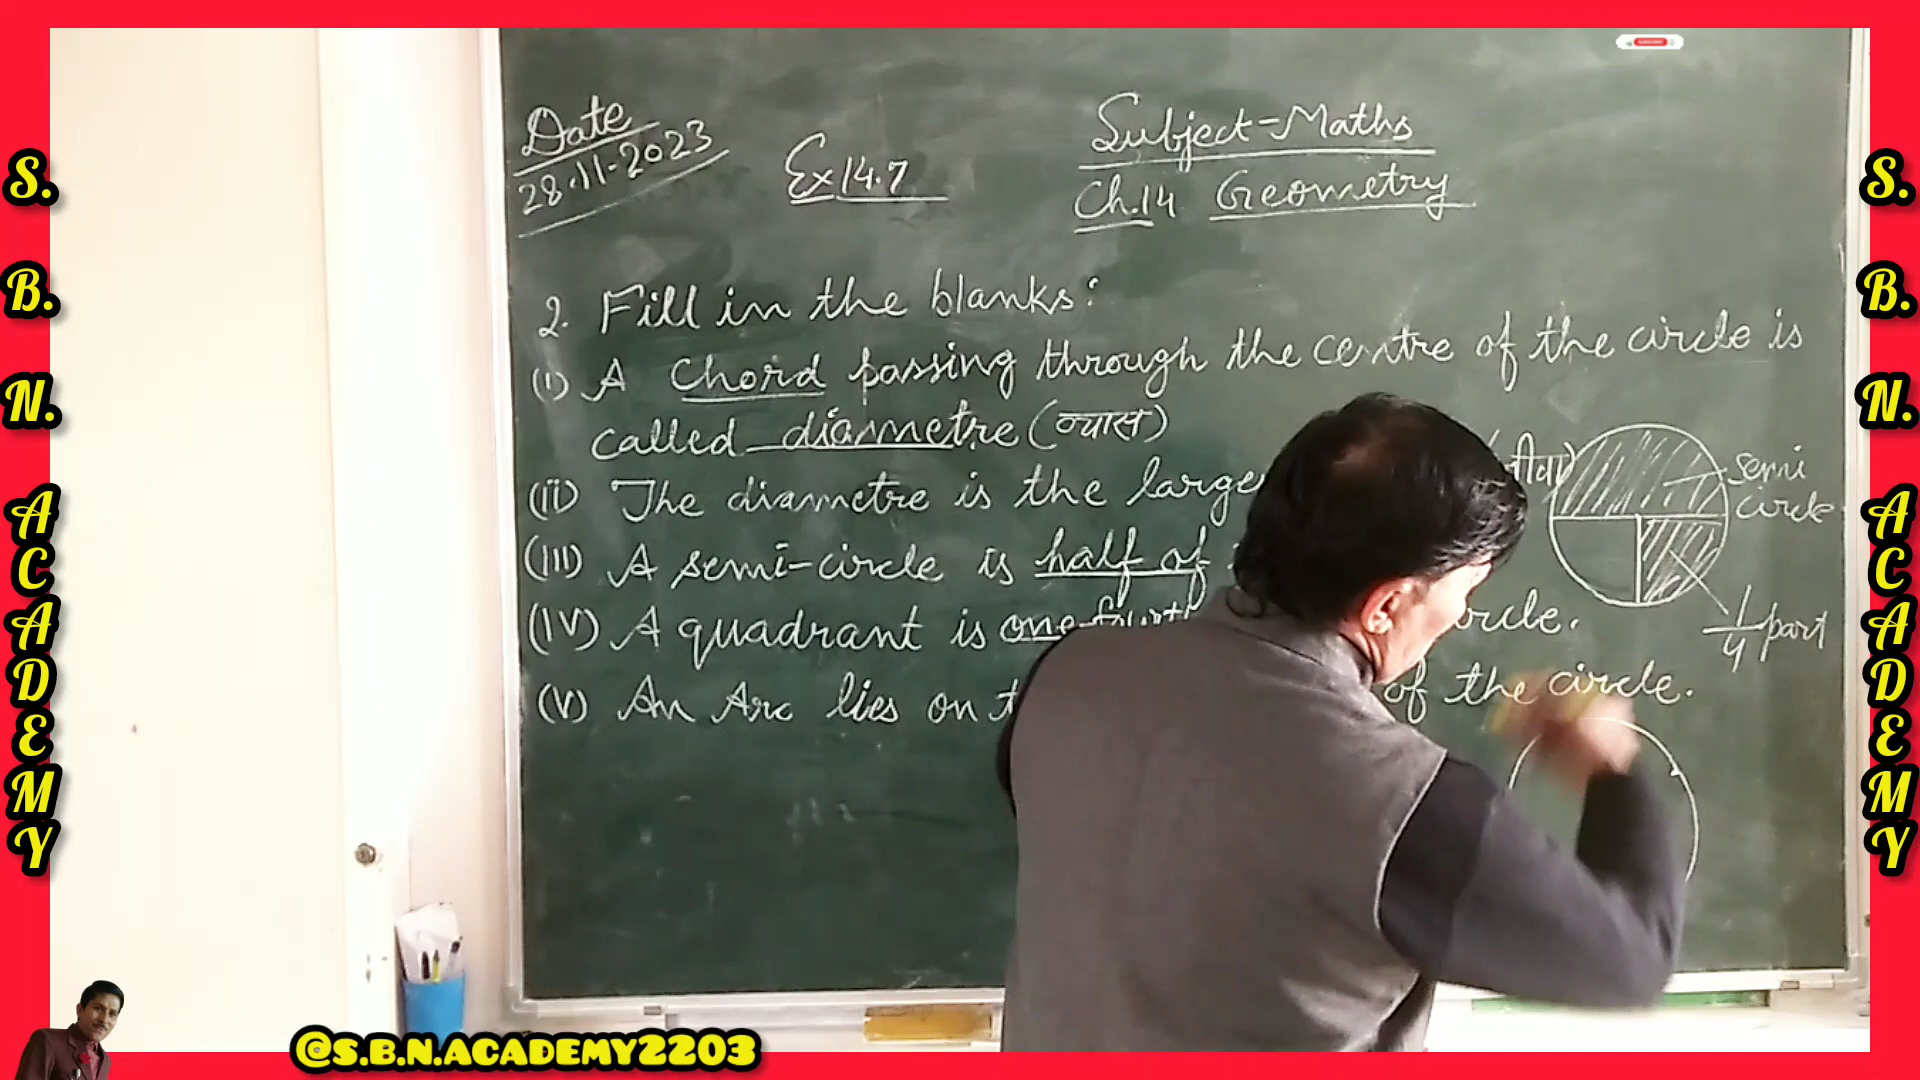 S. B. N. ACADEMY
Date
28.11-2023
Ex 14.7
Subject-Maths
Ch.14 Geometry
2. Fill in the blanks:
(i) A Chord passing through the centre of the circle is
called diametre (व्यास)
(ii) The diametre is the large
(III) A semi-circle is half of
(IV) A quadrant is one-fourth
circle.
(V) An Arc lies on t
of the circle.
semi
circle
1/4 part
S. B. N. ACADEMY
@S.B.N.ACADEMY2203